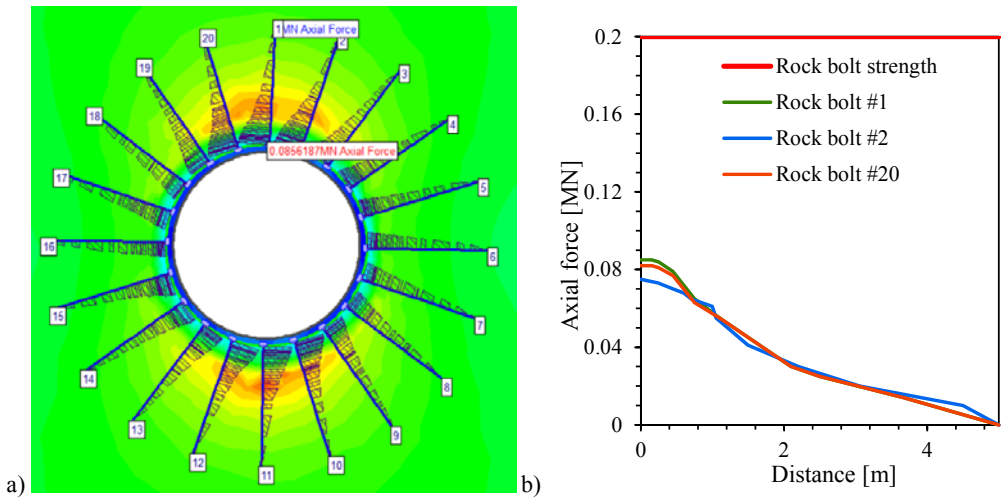 20
1
MN Axial Force
2
19
3
18
4
0.0856187MN Axial Force
17
5
16
6
15
7
14
8
13
9
12
11
10
a)
0.2
Rock bolt strength
Rock bolt #1
0.16
Rock bolt #2
Rock bolt #20
0.12
0.08
0.04
0
Axial force [MN]
0
2
4
Distance [m]
b)